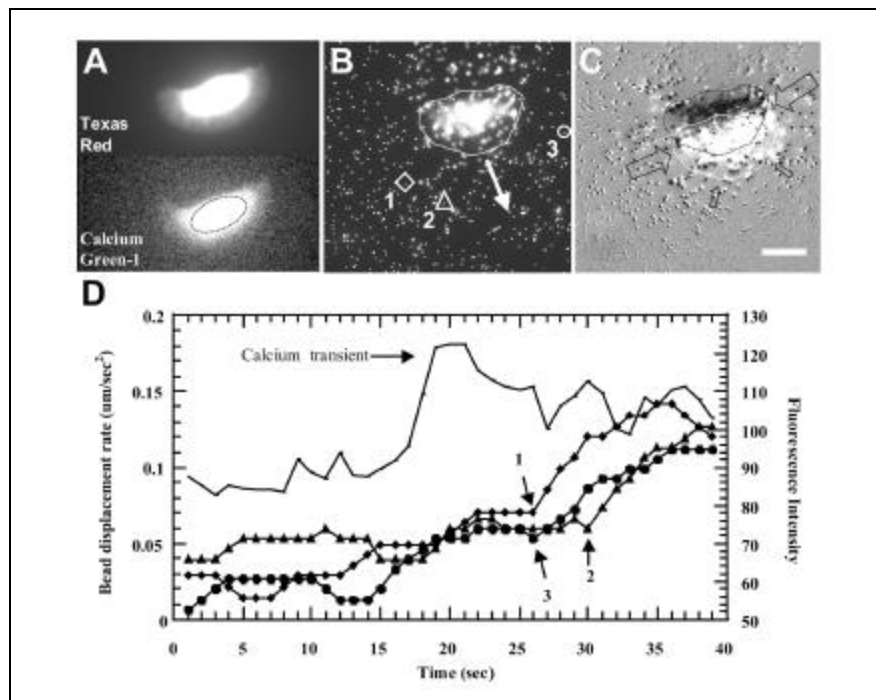 A
Texas
Red
Calcium
Green-1
B
1
2
3
C
D
Calcium transient
1
2
3
Bead displacement rate (um/sec²)
0.2
0.15
0.1
0.05
0
Fluorescence Intensity
130
120
110
100
90
80
70
60
50
0 5 10 15 20 25 30 35 40
Time (sec)